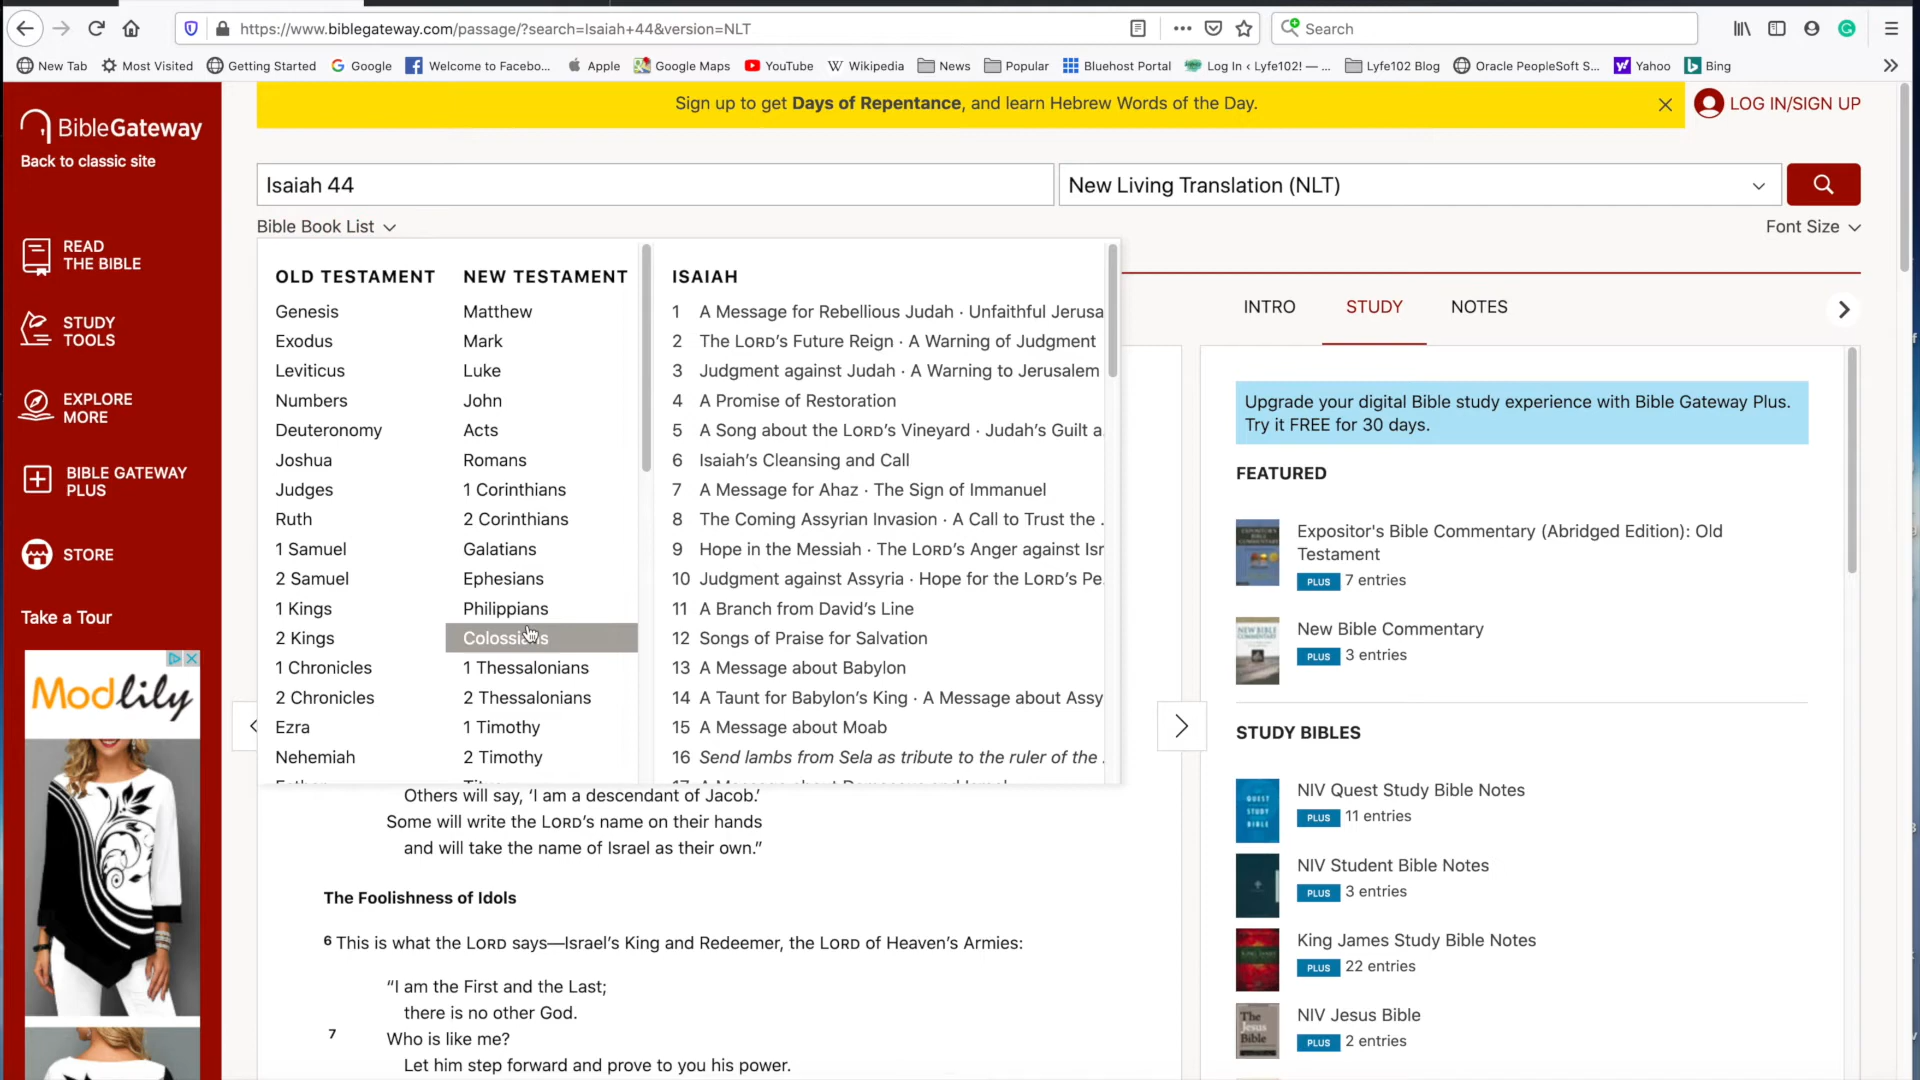 https://www.biblegateway.com/passage/?search=Isaiah+44&version=NLT
Search
New Tab
Most Visited
Getting Started
Google
Welcome to Facebo...
Apple
Google Maps
YouTube
Wikipedia
News
Popular
Bluehost Portal
Log In ‹ Lyfe102! — ...
Lyfe102 Blog
Oracle PeopleSoft S...
Yahoo
Bing
BibleGateway
Back to classic site
READ
THE BIBLE
STUDY
TOOLS
EXPLORE
MORE
BIBLE GATEWAY
PLUS
STORE
Take a Tour
Modlily
Sign up to get Days of Repentance, and learn Hebrew Words of the Day.
LOG IN/SIGN UP
Isaiah 44
New Living Translation (NLT)
Bible Book List
Font Size
OLD TESTAMENT
Genesis
Exodus
Leviticus
Numbers
Deuteronomy
Joshua
Judges
Ruth
1 Samuel
2 Samuel
1 Kings
2 Kings
1 Chronicles
2 Chronicles
Ezra
Nehemiah
NEW TESTAMENT
Matthew
Mark
Luke
John
Acts
Romans
1 Corinthians
2 Corinthians
Galatians
Ephesians
Philippians
Colossians
1 Thessalonians
2 Thessalonians
1 Timothy
2 Timothy
ISAIAH
1 A Message for Rebellious Judah · Unfaithful Jerusa
2 The LORD's Future Reign · A Warning of Judgment
3 Judgment against Judah · A Warning to Jerusalem
4 A Promise of Restoration
5 A Song about the LORD's Vineyard · Judah's Guilt a...
6 Isaiah's Cleansing and Call
7 A Message for Ahaz · The Sign of Immanuel
8 The Coming Assyrian Invasion · A Call to Trust the ...
9 Hope in the Messiah · The LORD's Anger against Isr
10 Judgment against Assyria · Hope for the LORD's Pe...
11 A Branch from David's Line
12 Songs of Praise for Salvation
13 A Message about Babylon
14 A Taunt for Babylon's King · A Message about Assy
15 A Message about Moab
16 Send lambs from Sela as tribute to the ruler of the ...
Others will say, ‘I am a descendant of Jacob.’
Some will write the LORD's name on their hands
and will take the name of Israel as their own.”
The Foolishness of Idols
6 This is what the LORD says—Israel's King and Redeemer, the LORD of Heaven's Armies:
“I am the First and the Last;
there is no other God.
7 Who is like me?
Let him step forward and prove to you his power.
INTRO
STUDY
NOTES
Upgrade your digital Bible study experience with Bible Gateway Plus.
Try it FREE for 30 days.
FEATURED
Expositor's Bible Commentary (Abridged Edition): Old
Testament
PLUS 7 entries
New Bible Commentary
PLUS 3 entries
STUDY BIBLES
NIV Quest Study Bible Notes
PLUS 11 entries
NIV Student Bible Notes
PLUS 3 entries
King James Study Bible Notes
PLUS 22 entries
NIV Jesus Bible
PLUS 2 entries
QUEST
STUDY
BIBLE
The
Jesus
Bible